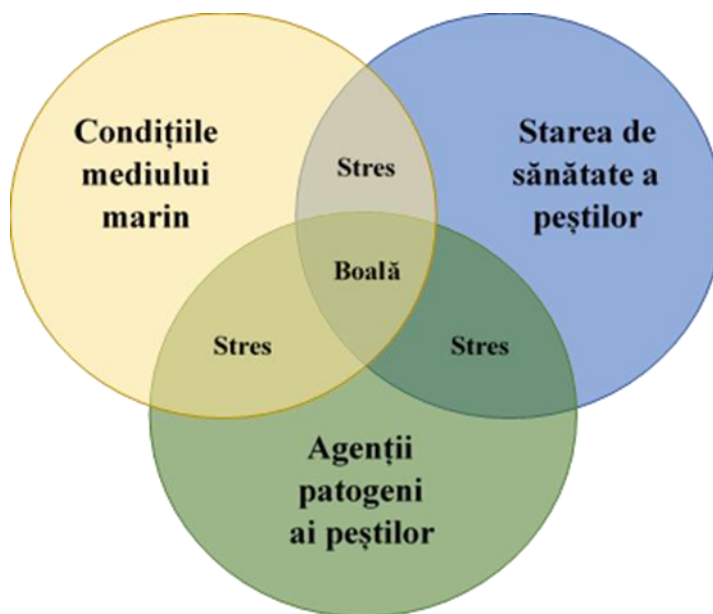 Condițiile
mediului
marin
Starea de
sănătate a
peștilor
Stres
Boală
Stres
Stres
Agenții
patogeni
ai peștilor